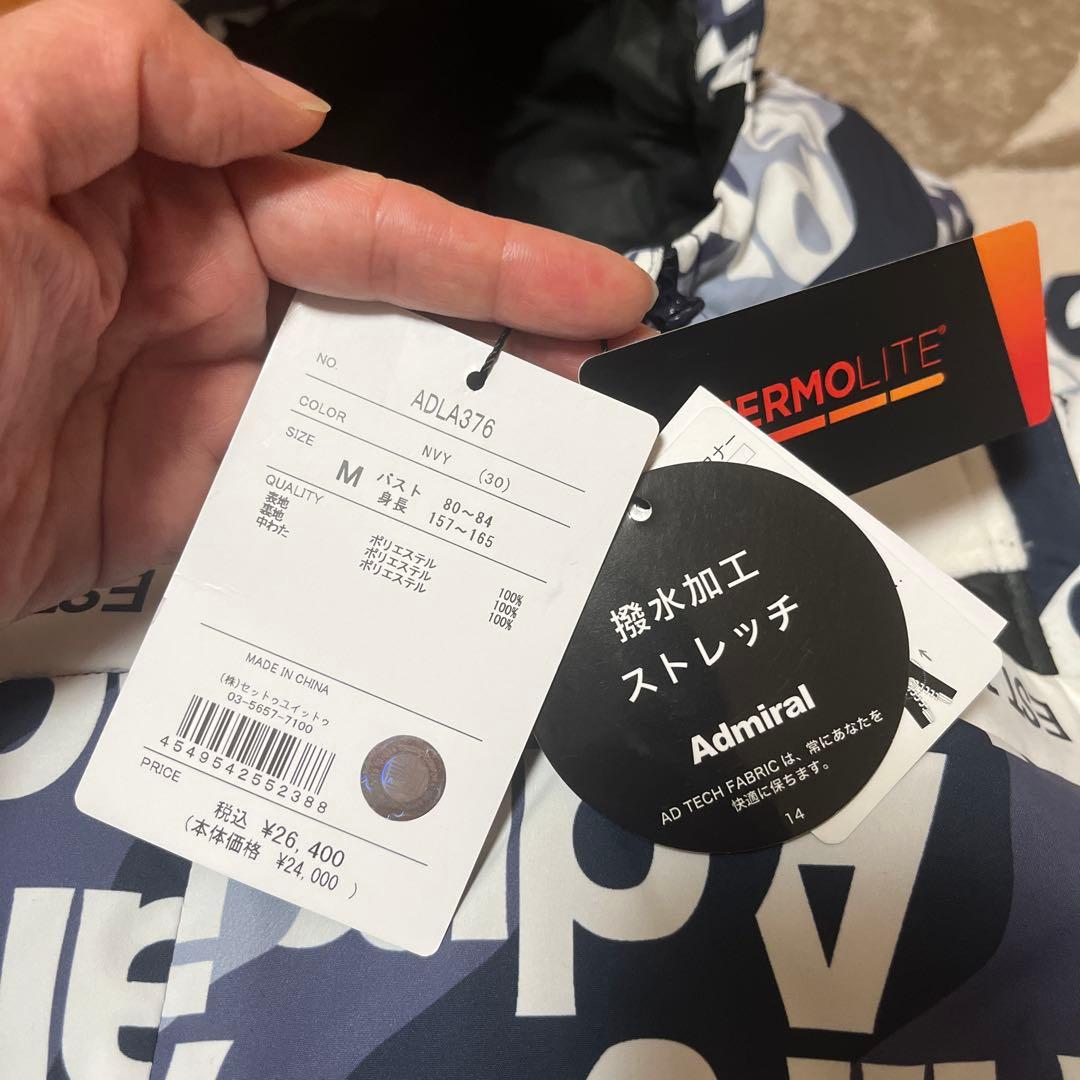 NO.
ADLA376
COLOR NVY (30)
SIZE M バスト 80~84
身長 157~165
QUALITY
表地 ポリエステル 100%
裏地 ポリエステル 100%
中わた ポリエステル 100%
MADE IN CHINA
(株)セットゥユイットゥ
03-5657-7100
4549542552388
PRICE
税込 ¥26,400
(本体価格 ¥24,000 )
ERMOLITE®
撥水加工
ストレッチ
Admiral
AD TECH FABRICは、常にあなたを
快適に保ちます。
14